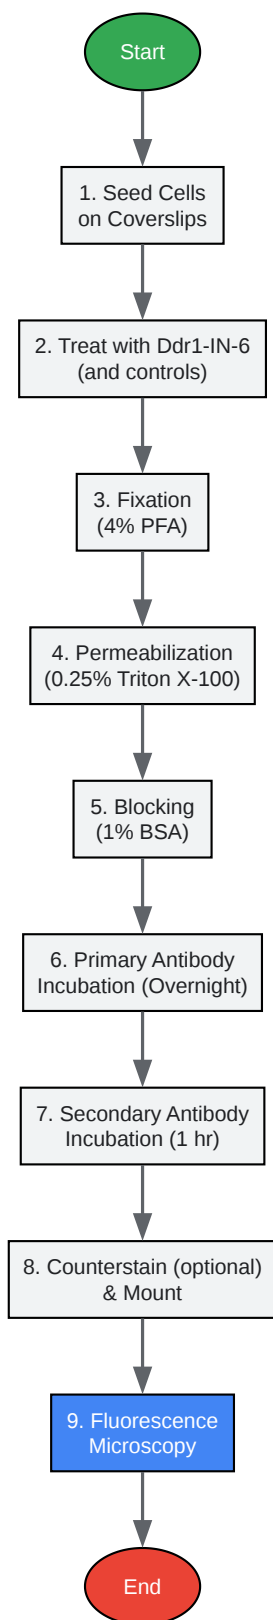 Start
1. Seed Cells
on Coverslips
2. Treat with Ddr1-IN-6
(and controls)
3. Fixation
(4% PFA)
4. Permeabilization
(0.25% Triton X-100)
5. Blocking
(1% BSA)
6. Primary Antibody
Incubation (Overnight)
7. Secondary Antibody
Incubation (1 hr)
8. Counterstain (optional)
& Mount
9. Fluorescence
Microscopy
End